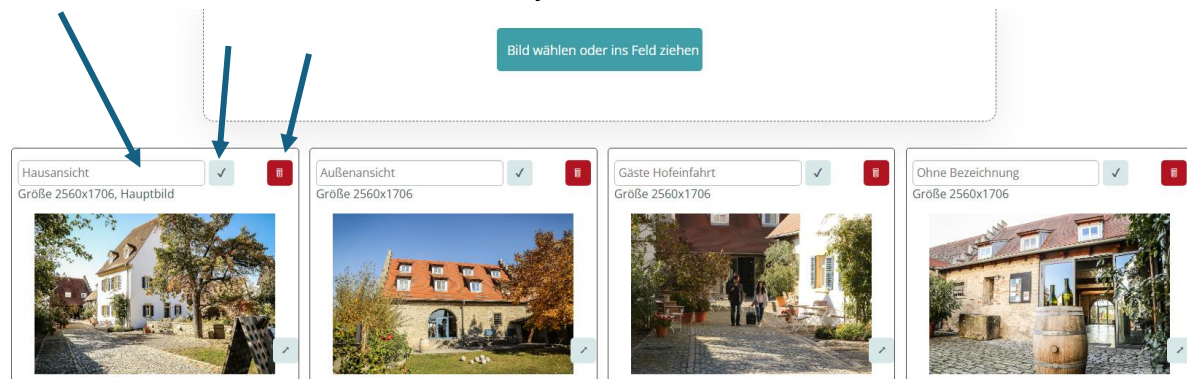 Bild wählen oder ins Feld ziehen
Hausansicht
Größe 2560x1706, Hauptbild
Außenansicht
Größe 2560x1706
Gäste Hofeinfahrt
Größe 2560x1706
Ohne Bezeichnung
Größe 2560x1706